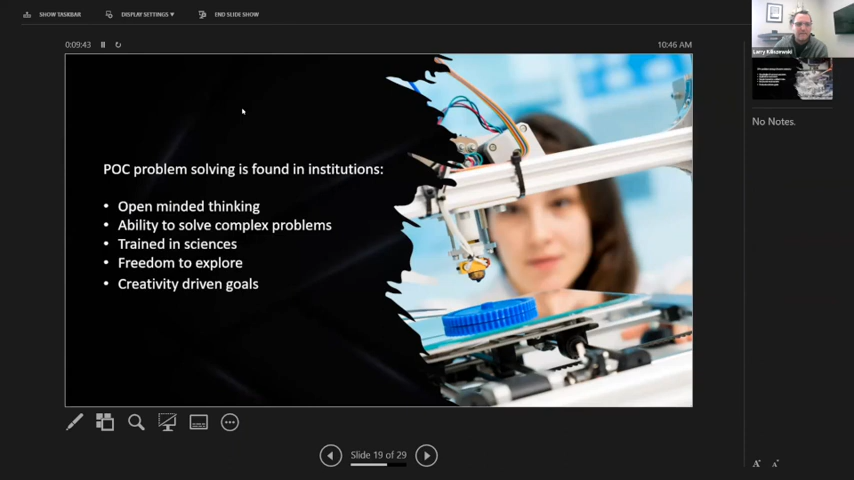 SHOW TASKBAR
DISPLAY SETTINGS ▾
END SLIDE SHOW
0:09:43
10:46 AM
POC problem solving is found in institutions:
• Open minded thinking
• Ability to solve complex problems
• Trained in sciences
• Freedom to explore
• Creativity driven goals
Larry Kiliszewski
No Notes.
Slide 19 of 29
A
A